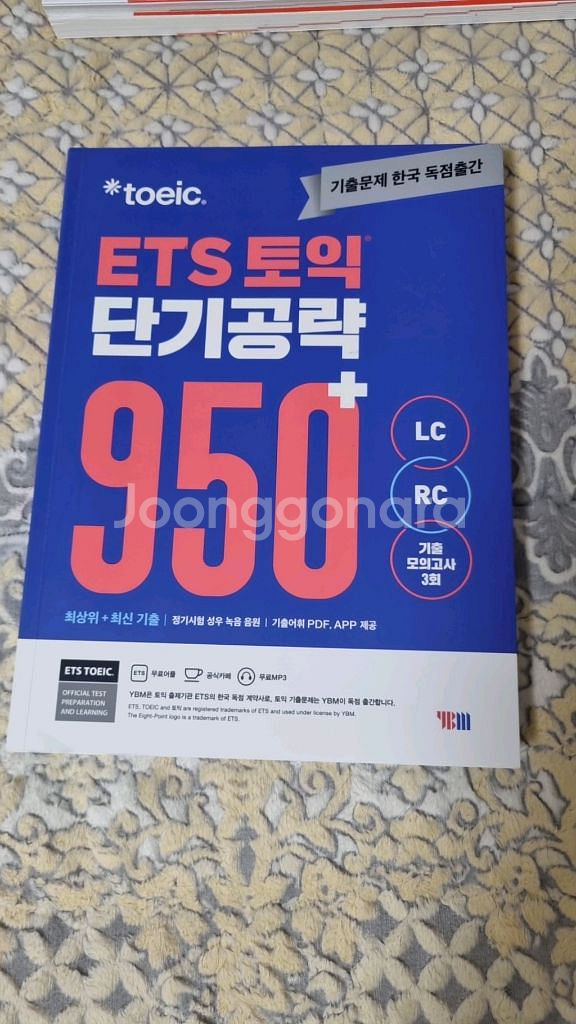 *toeic®
기출문제 한국 독점출간
ETS 토익®
단기공략
950+
LC
RC
기출
모의고사
3회
Joonggonara
최상위 + 최신 기출 | 정기시험 성우 녹음 음원 | 기출어휘 PDF, APP 제공
ETS TOEIC
OFFICIAL TEST
PREPARATION
AND LEARNING
ETS 무료어플 공식카페 무료MP3
YBM은 토익 출제기관 ETS의 한국 독점 계약사로, 토익 기출문제는 YBM이 독점 출간합니다.
ETS, TOEIC and 토익 are registered trademarks of ETS and used under license by YBM.
The Eight-Point logo is a trademark of ETS.
YBM